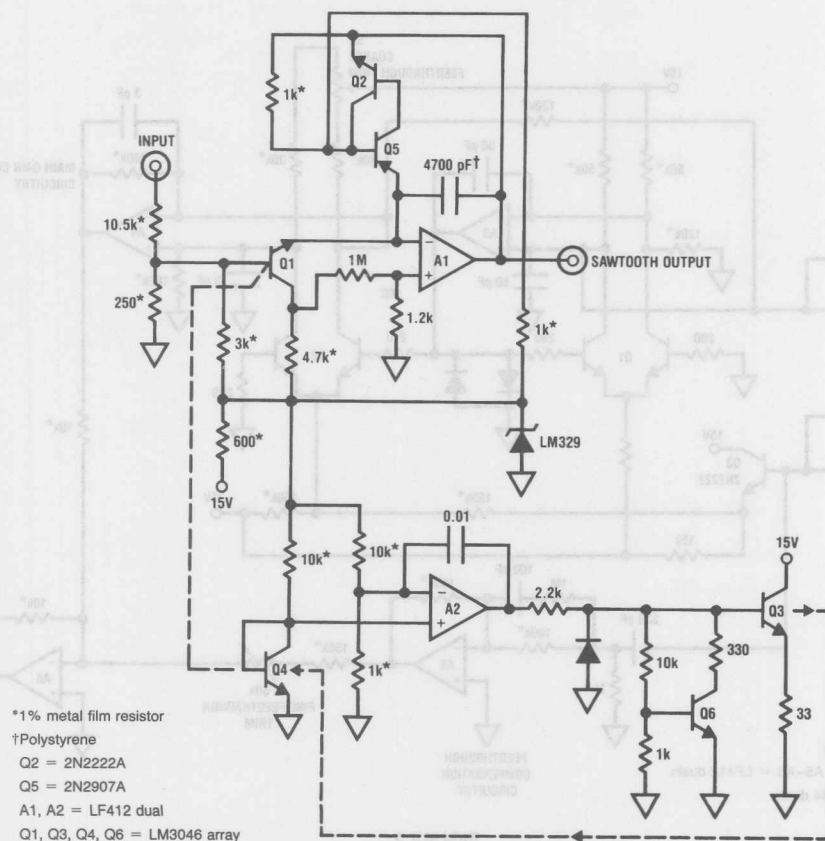 1k*
Q2
Q5
INPUT
4700 pF†
10.5k*
Q1
1M
A1
SAWTOOTH OUTPUT
250*
1.2k
3k*
4.7k*
1k*
600*
LM329
15V
0.01
15V
10k*
10k*
A2
2.2k
Q3
Q4
1k*
10k
330
Q6
33
1k
*1% metal film resistor
†Polystyrene
Q2 = 2N2222A
Q5 = 2N2907A
A1, A2 = LF412 dual
Q1, Q3, Q4, Q6 = LM3046 array